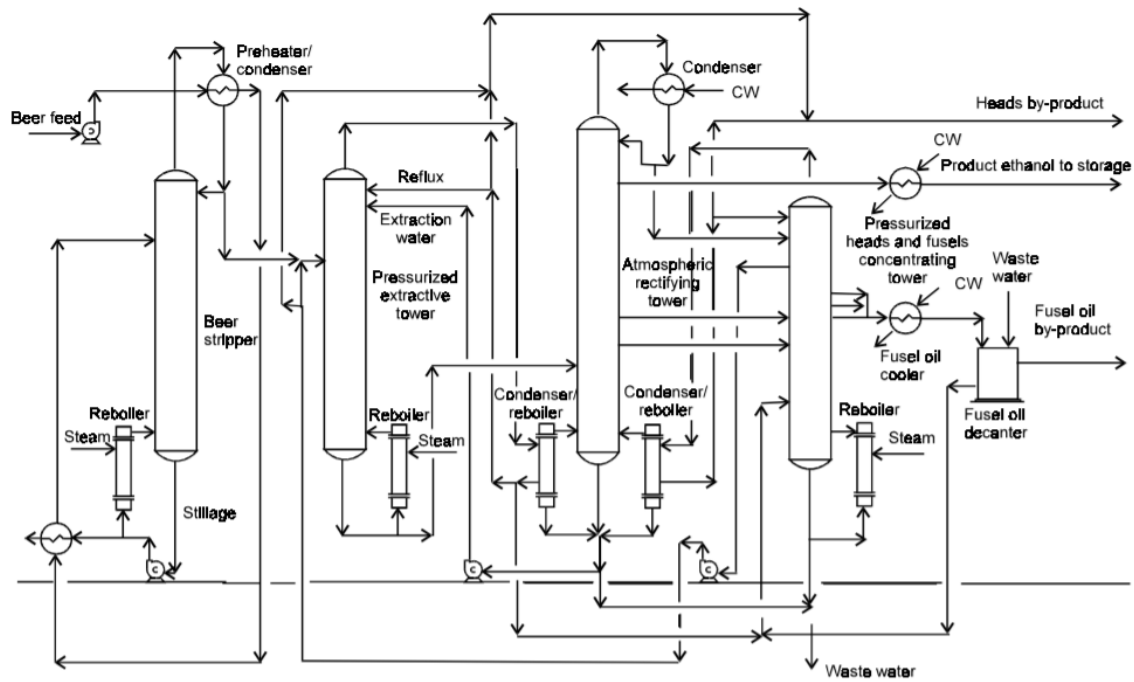 Preheater/
condenser
Beer feed
Condenser
CW
Heads by-product
CW
Product ethanol to storage
Reflux
Extraction
water
Pressurized
extractive
tower
Atmospheric
rectifying
tower
Pressurized
heads and fusels
concentrating
tower
Waste
water
CW
Fusel oil
by-product
Beer
stripper
Fusel oil
cooler
Fusel oil
decanter
Reboiler
Steam
Reboiler
Steam
Condenser/
reboiler
Condenser/
reboiler
Reboiler
Steam
Stillage
C
C
C
Waste water